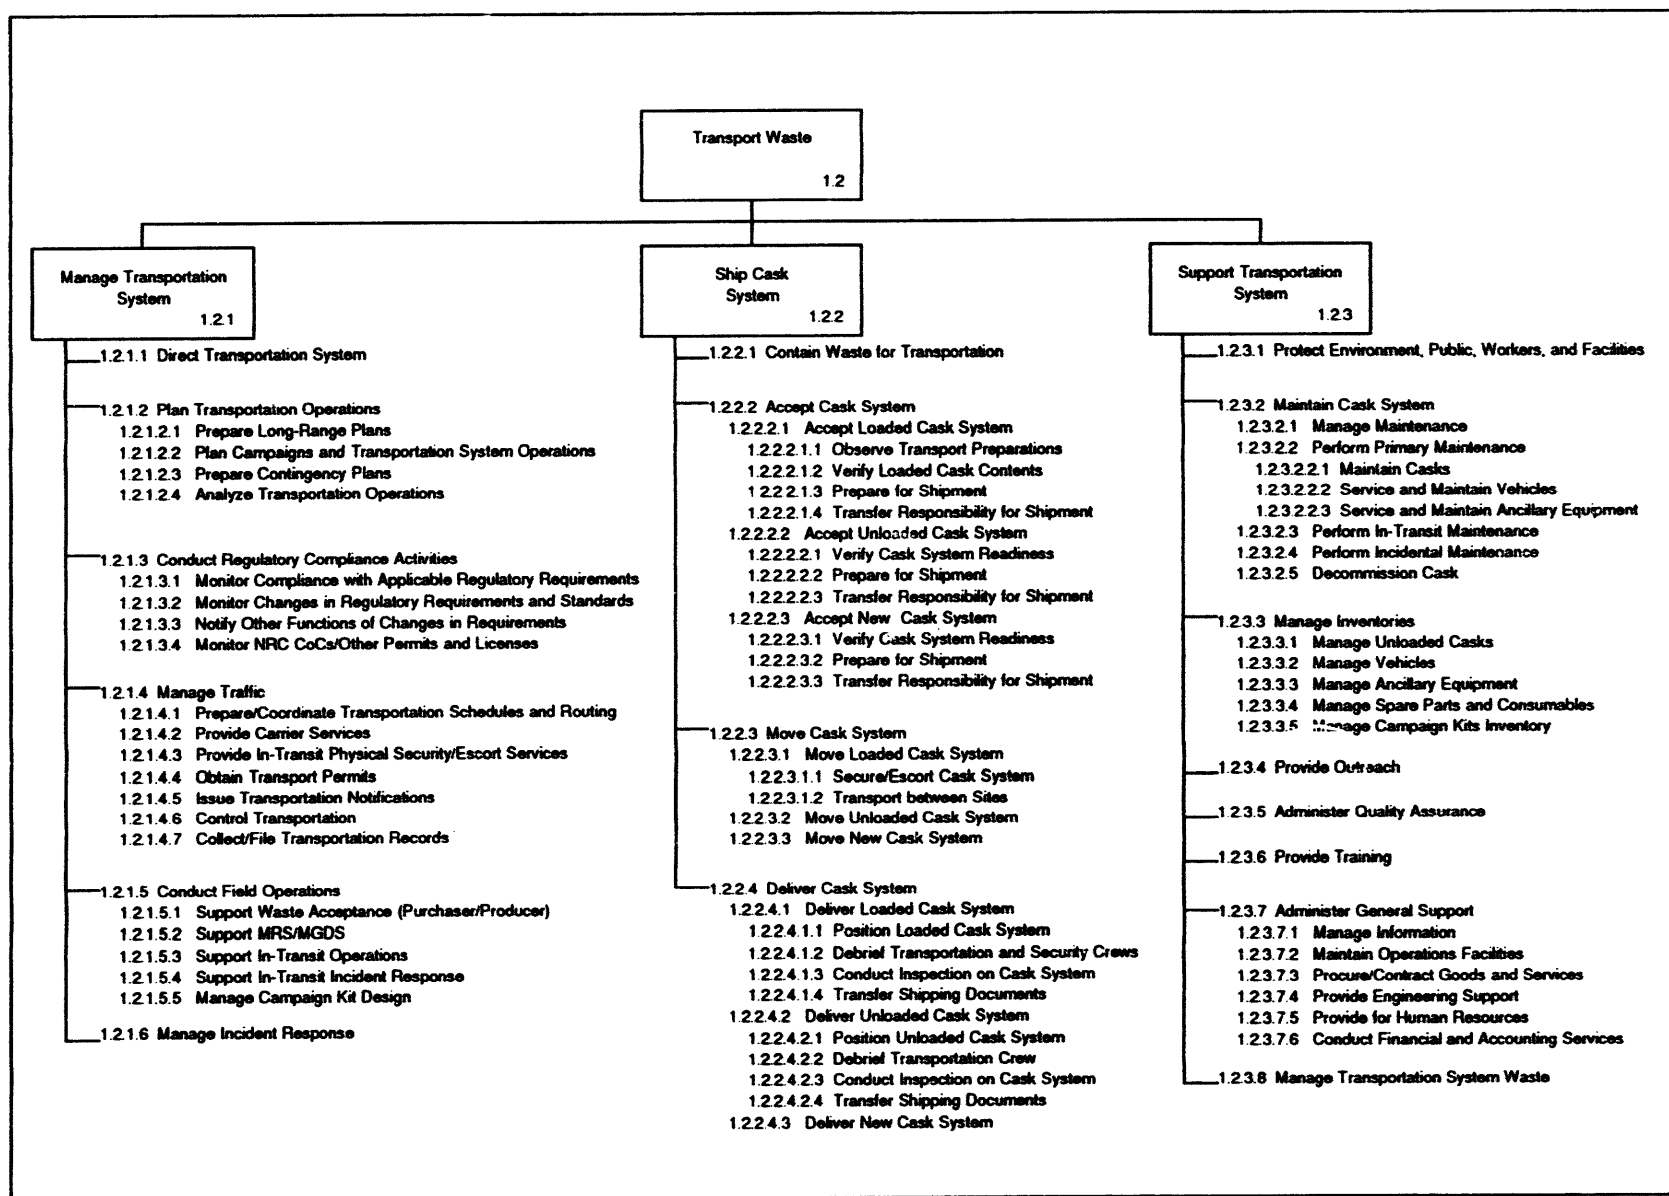 Transport Waste
1.2
Manage Transportation
System
1.2.1
1.2.1.1 Direct Transportation System
1.2.1.2 Plan Transportation Operations
1.2.1.2.1 Prepare Long-Range Plans
1.2.1.2.2 Plan Campaigns and Transportation System Operations
1.2.1.2.3 Prepare Contingency Plans
1.2.1.2.4 Analyze Transportation Operations
1.2.1.3 Conduct Regulatory Compliance Activities
1.2.1.3.1 Monitor Compliance with Applicable Regulatory Requirements
1.2.1.3.2 Monitor Changes in Regulatory Requirements and Standards
1.2.1.3.3 Notify Other Functions of Changes in Requirements
1.2.1.3.4 Monitor NRC CoCs/Other Permits and Licenses
1.2.1.4 Manage Traffic
1.2.1.4.1 Prepare/Coordinate Transportation Schedules and Routing
1.2.1.4.2 Provide Carrier Services
1.2.1.4.3 Provide In-Transit Physical Security/Escort Services
1.2.1.4.4 Obtain Transport Permits
1.2.1.4.5 Issue Transportation Notifications
1.2.1.4.6 Control Transportation
1.2.1.4.7 Collect/File Transportation Records
1.2.1.5 Conduct Field Operations
1.2.1.5.1 Support Waste Acceptance (Purchaser/Producer)
1.2.1.5.2 Support MRS/MGDS
1.2.1.5.3 Support In-Transit Operations
1.2.1.5.4 Support In-Transit Incident Response
1.2.1.5.5 Manage Campaign Kit Design
1.2.1.6 Manage Incident Response
Ship Cask
System
1.2.2
1.2.2.1 Contain Waste for Transportation
1.2.2.2 Accept Cask System
1.2.2.2.1 Accept Loaded Cask System
1.2.2.2.1.1 Observe Transport Preparations
1.2.2.2.1.2 Verify Loaded Cask Contents
1.2.2.2.1.3 Prepare for Shipment
1.2.2.2.1.4 Transfer Responsibility for Shipment
1.2.2.2.2 Accept Unloaded Cask System
1.2.2.2.2.1 Verify Cask System Readiness
1.2.2.2.2.2 Prepare for Shipment
1.2.2.2.2.3 Transfer Responsibility for Shipment
1.2.2.2.3 Accept New Cask System
1.2.2.2.3.1 Verify Cask System Readiness
1.2.2.2.3.2 Prepare for Shipment
1.2.2.2.3.3 Transfer Responsibility for Shipment
1.2.2.3 Move Cask System
1.2.2.3.1 Move Loaded Cask System
1.2.2.3.1.1 Secure/Escort Cask System
1.2.2.3.1.2 Transport between Sites
1.2.2.3.2 Move Unloaded Cask System
1.2.2.3.3 Move New Cask System
1.2.2.4 Deliver Cask System
1.2.2.4.1 Deliver Loaded Cask System
1.2.2.4.1.1 Position Loaded Cask System
1.2.2.4.1.2 Debrief Transportation and Security Crews
1.2.2.4.1.3 Conduct Inspection on Cask System
1.2.2.4.1.4 Transfer Shipping Documents
1.2.2.4.2 Deliver Unloaded Cask System
1.2.2.4.2.1 Position Unloaded Cask System
1.2.2.4.2.2 Debrief Transportation Crew
1.2.2.4.2.3 Conduct Inspection on Cask System
1.2.2.4.2.4 Transfer Shipping Documents
1.2.2.4.3 Deliver New Cask System
Support Transportation
System
1.2.3
1.2.3.1 Protect Environment, Public, Workers, and Facilities
1.2.3.2 Maintain Cask System
1.2.3.2.1 Manage Maintenance
1.2.3.2.2 Perform Primary Maintenance
1.2.3.2.2.1 Maintain Casks
1.2.3.2.2.2 Service and Maintain Vehicles
1.2.3.2.2.3 Service and Maintain Ancillary Equipment
1.2.3.2.3 Perform In-Transit Maintenance
1.2.3.2.4 Perform Incidental Maintenance
1.2.3.2.5 Decommission Cask
1.2.3.3 Manage Inventories
1.2.3.3.1 Manage Unloaded Casks
1.2.3.3.2 Manage Vehicles
1.2.3.3.3 Manage Ancillary Equipment
1.2.3.3.4 Manage Spare Parts and Consumables
1.2.3.3.5 Manage Campaign Kits Inventory
1.2.3.4 Provide Outreach
1.2.3.5 Administer Quality Assurance
1.2.3.6 Provide Training
1.2.3.7 Administer General Support
1.2.3.7.1 Manage Information
1.2.3.7.2 Maintain Operations Facilities
1.2.3.7.3 Procure/Contract Goods and Services
1.2.3.7.4 Provide Engineering Support
1.2.3.7.5 Provide for Human Resources
1.2.3.7.6 Conduct Financial and Accounting Services
1.2.3.8 Manage Transportation System Waste